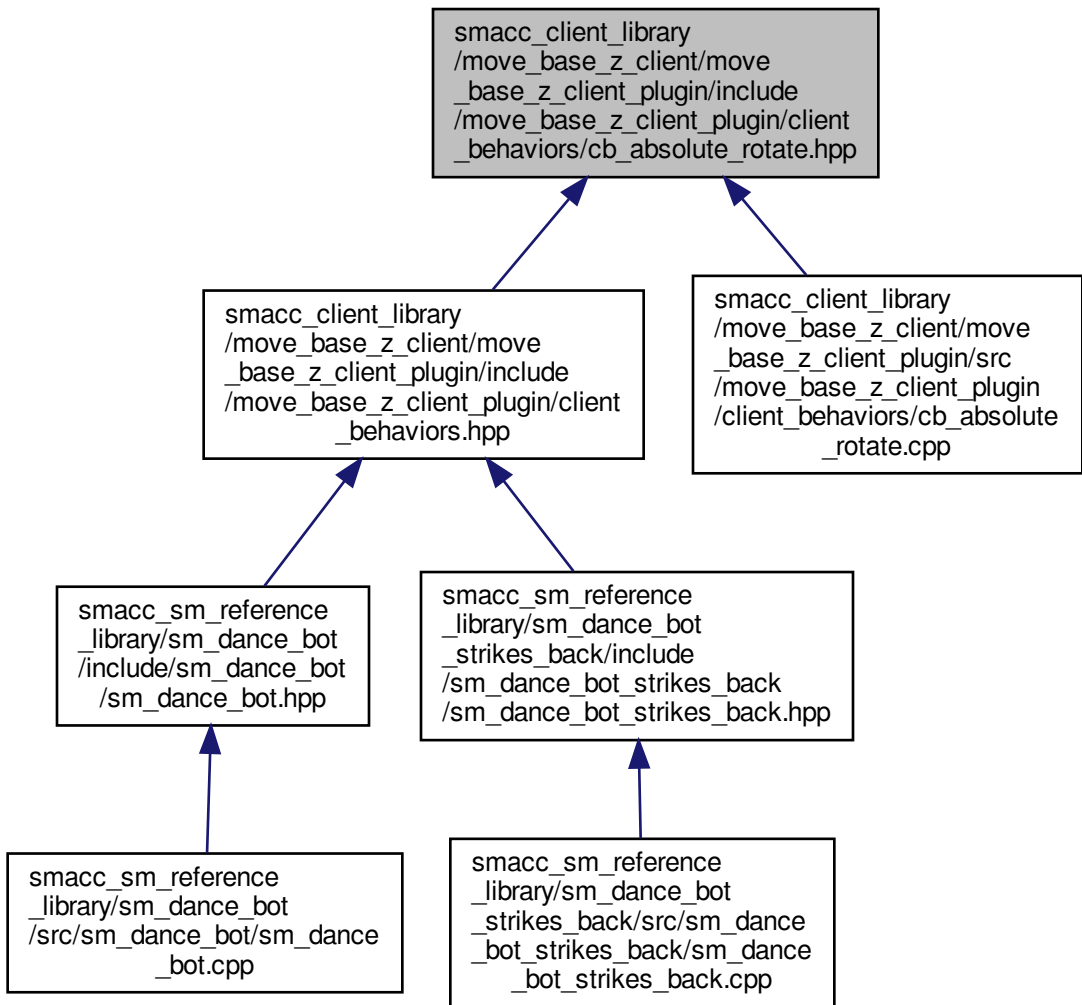 smacc_client_library
/move_base_z_client/move
_base_z_client_plugin/include
/move_base_z_client_plugin/client
_behaviors/cb_absolute_rotate.hpp
smacc_client_library
/move_base_z_client/move
_base_z_client_plugin/include
/move_base_z_client_plugin/client
_behaviors.hpp
smacc_client_library
/move_base_z_client/move
_base_z_client_plugin/src
/move_base_z_client_plugin
/client_behaviors/cb_absolute
_rotate.cpp
smacc_sm_reference
_library/sm_dance_bot
/include/sm_dance_bot
/sm_dance_bot.hpp
smacc_sm_reference
_library/sm_dance_bot
_strikes_back/include
/sm_dance_bot_strikes_back
/sm_dance_bot_strikes_back.hpp
smacc_sm_reference
_library/sm_dance_bot
/src/sm_dance_bot/sm_dance
_bot.cpp
smacc_sm_reference
_library/sm_dance_bot
_strikes_back/src/sm_dance
_bot_strikes_back/sm_dance
_bot_strikes_back.cpp